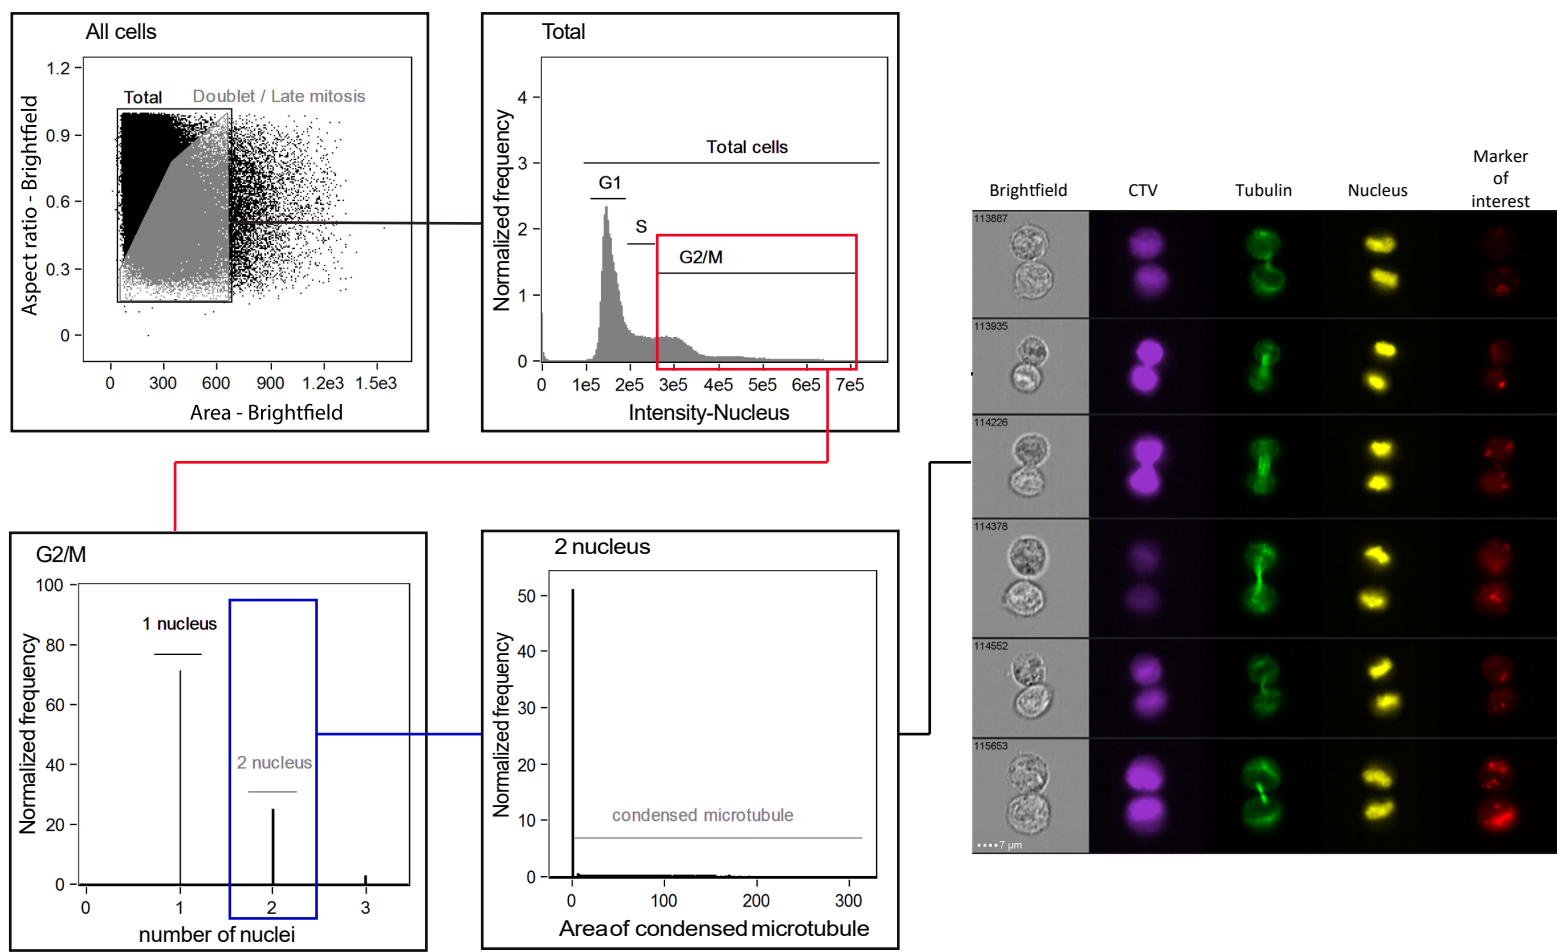 All cells
Aspect ratio - Brightfield
1.2
0.9
0.6
0.3
0
Total
Doublet / Late mitosis
0
300
600
900
1.2e3
1.5e3
Area - Brightfield
Total
Normalized frequency
4
3
2
1
0
Total cells
G1
S
G2/M
0
1e5
2e5
3e5
4e5
5e5
6e5
7e5
Intensity-Nucleus
G2/M
Normalized frequency
100
80
60
40
20
0
1 nucleus
2 nucleus
0
1
2
3
number of nuclei
2 nucleus
Normalized frequency
50
40
30
20
10
0
condensed microtubule
0
100
200
300
Area of condensed microtubule
Brightfield
CTV
Tubulin
Nucleus
Marker
of
interest
113887
113935
114226
114378
114552
115653
7 μm